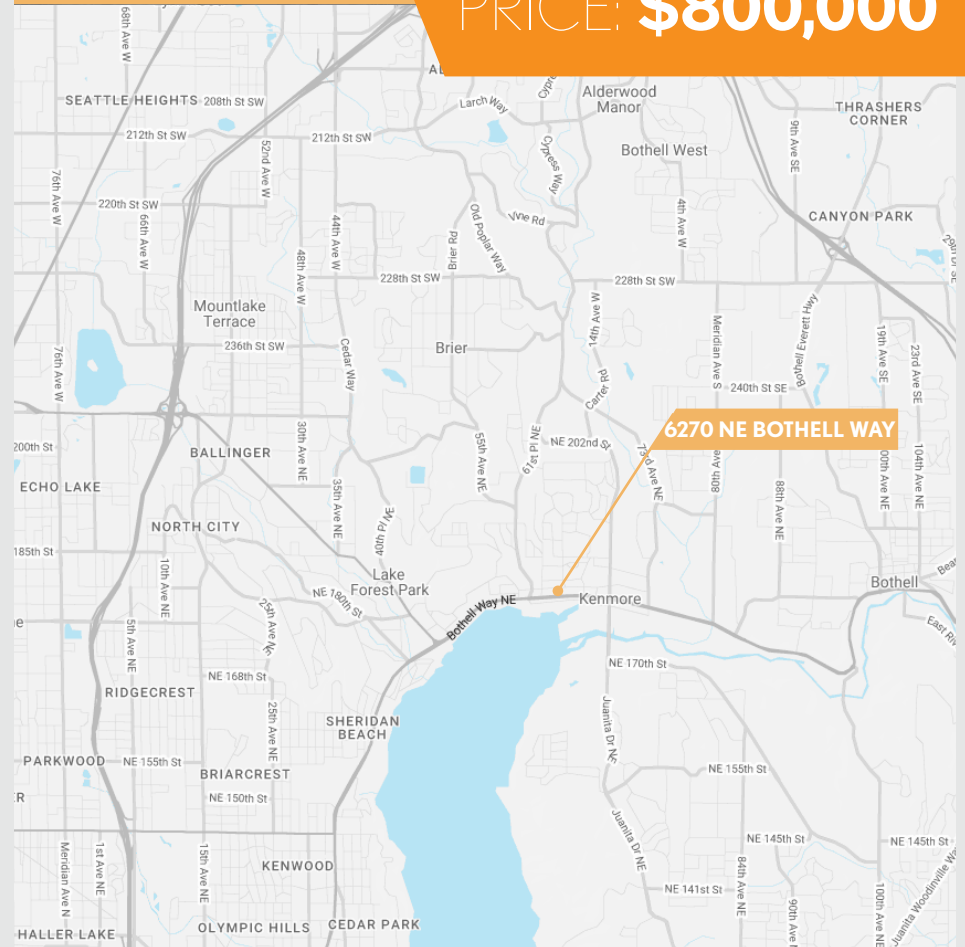 PRICE: $800,000
68th Ave W
SEATTLE HEIGHTS
208th St SW
Larch Way
Alderwood
Manor
THRASHERS
CORNER
212th St SW
212th St SW
52nd Ave W
Cypress Way
Bothell West
9th Ave SE
76th Ave W
220th St SW
66th Ave W
44th Ave W
Old Poplar Way
Vine Rd
4th Ave W
CANYON PARK
Brier Rd
48th Ave W
228th St SW
228th St SW
Mountlake
Terrace
14th Ave W
Meridian Ave S
Bothell Everett Hwy
236th St SW
Brier
76th Ave W
Cedar Way
19th Ave SE
23rd Ave SE
Carter Rd
240th St SE
6270 NE BOTHELL WAY
200th St
BALLINGER
30th Ave NE
55th Ave NE
61st Pl NE
NE 202nd St
73rd Ave NE
80th Ave
104th Ave NE
ECHO LAKE
35th Ave NE
88th Ave NE
NORTH CITY
40th Pl NE
185th St
10th Ave NE
Lake
Forest Park
NE 180th St
Bothell
Kenmore
Bothell Way NE
25th Ave NE
5th Ave NE
NE 168th St
NE 170th St
RIDGECREST
25th Ave NE
SHERIDAN
BEACH
Juanita Dr NE
PARKWOOD
NE 155th St
BRIARCREST
NE 155th St
NE 150th St
Juanita Dr NE
NE 145th St
NE 145th St
Meridian Ave N
1st Ave NE
15th Ave NE
KENWOOD
84th Ave NE
NE 141st St
100th Ave NE
90th Ave
Juanita Woodinville Wa
HALLER LAKE
OLYMPIC HILLS
CEDAR PARK